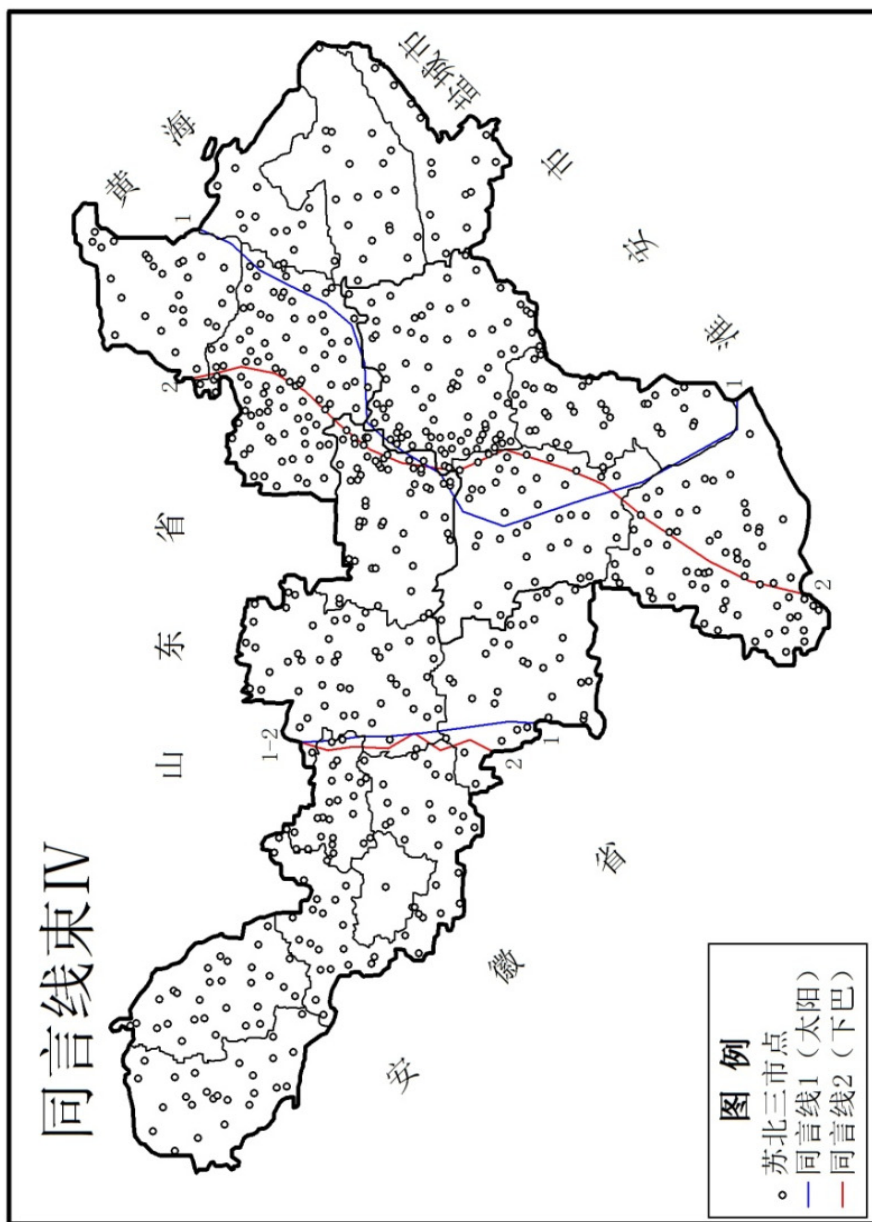 同言线束IV
黄海
盐城市
淮安市
山东省
安徽省
1
2
1-2
1
2
1
2
图 例
苏北三市点
同言线1（太阳）
同言线2（下巴）